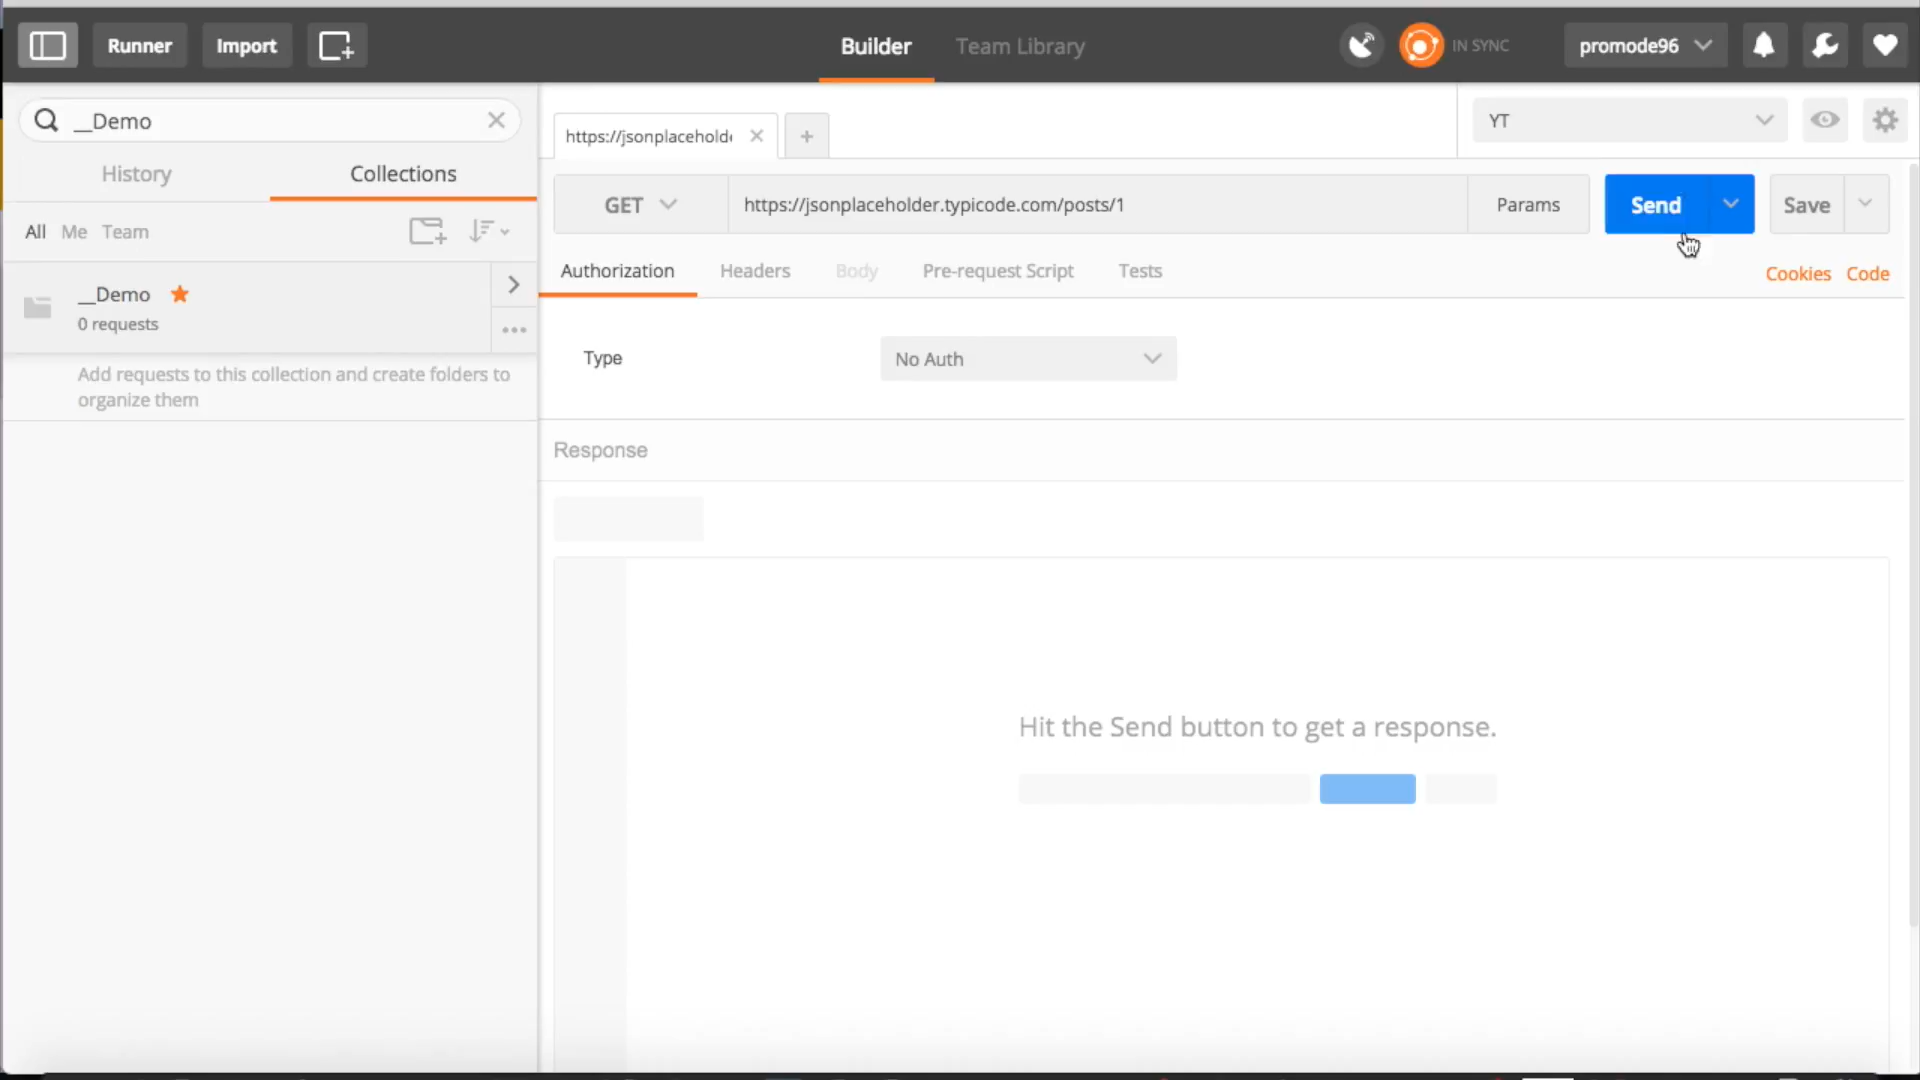 Runner
Import
Builder
Team Library
IN SYNC
promode96
__Demo
https://jsonplaceholde
YT
History
Collections
GET
https://jsonplaceholder.typicode.com/posts/1
Params
Send
Save
All Me Team
Authorization
Headers
Body
Pre-request Script
Tests
Cookies
Code
__Demo
0 requests
Add requests to this collection and create folders to
organize them
Type
No Auth
Response
Hit the Send button to get a response.